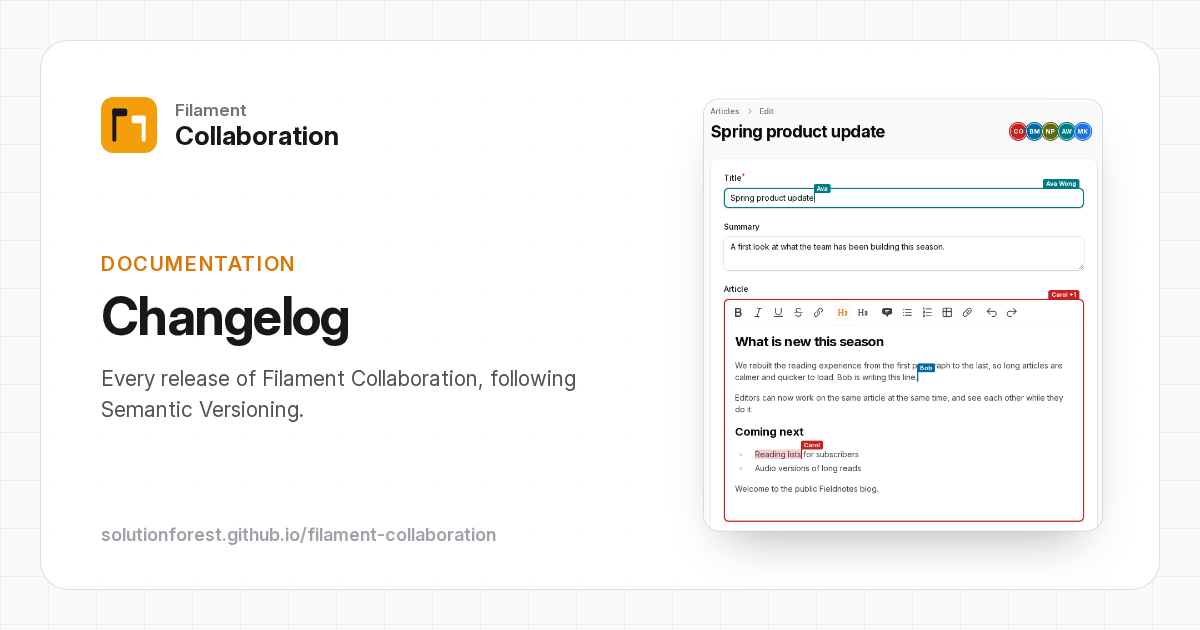 Filament
Collaboration
DOCUMENTATION
Changelog
Every release of Filament Collaboration, following
Semantic Versioning.
solutionforest.github.io/filament-collaboration
Articles > Edit
Spring product update
CO BM NP AW MK
Title*
Ava Wong
Ava
Spring product update
Summary
A first look at what the team has been building this season.
Article
Carol +1
B I U S H2 H3
What is new this season
We rebuilt the reading experience from the first p aph to the last, so long articles are
Bob
calmer and quicker to load. Bob is writing this line.
Editors can now work on the same article at the same time, and see each other while they
do it.
Coming next
Carol
Reading lists for subscribers
Audio versions of long reads
Welcome to the public Fieldnotes blog.